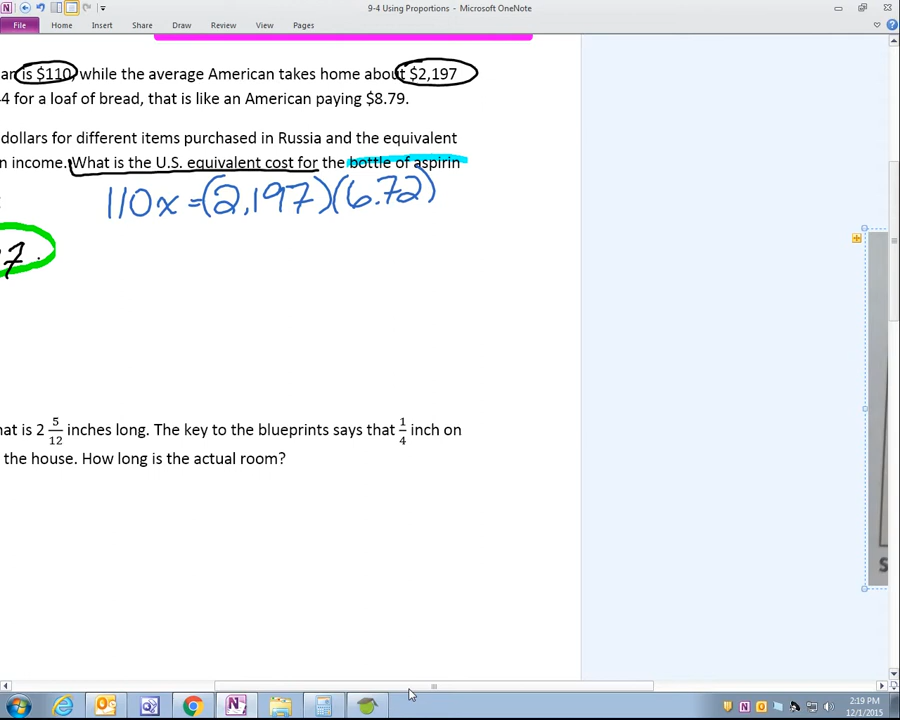 9-4 Using Proportions - Microsoft OneNote
File Home Insert Share Draw Review View Pages
an is $110, while the average American takes home about $2,197
4 for a loaf of bread, that is like an American paying $8.79.
dollars for different items purchased in Russia and the equivalent
n income. What is the U.S. equivalent cost for the bottle of aspirin
110x = (2,197)(6.72)
7.
hat is 2 5/12 inches long. The key to the blueprints says that 1/4 inch on
the house. How long is the actual room?
S
2:19 PM
12/1/2015